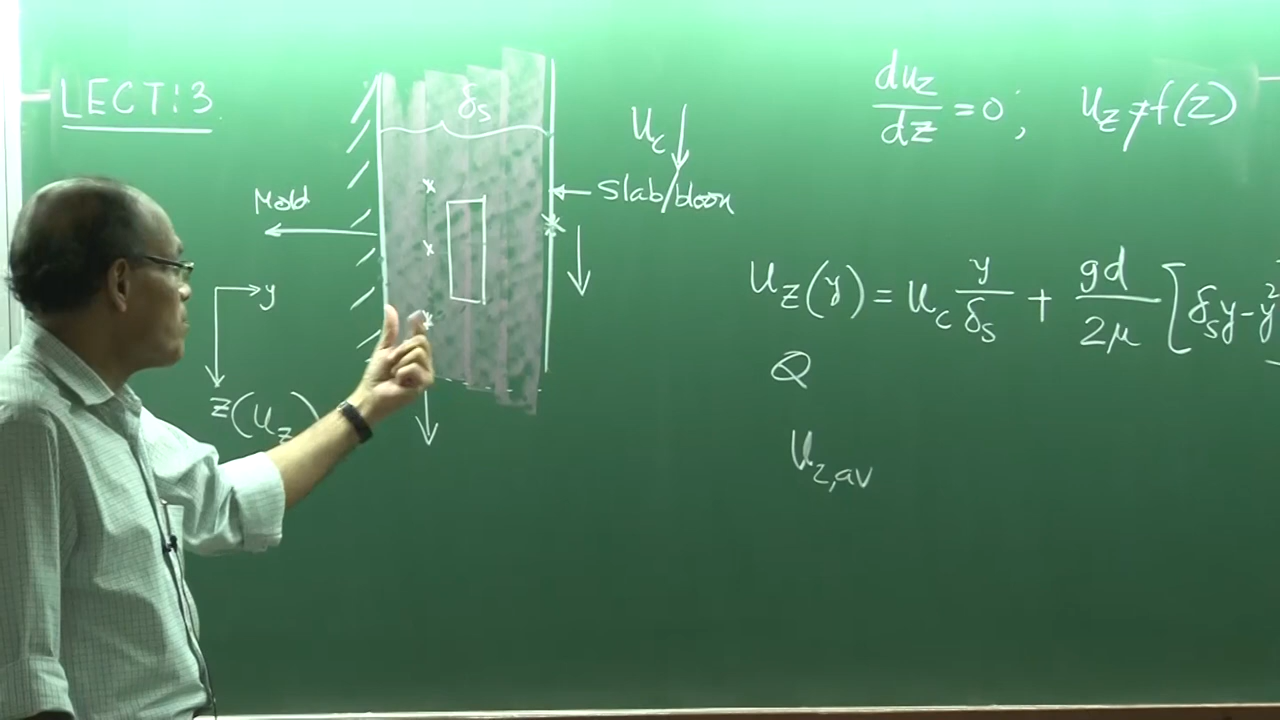 LECT:3
δs
Uc
Mold
Slab/bloom
y
z(uz
duz/dz = 0; uz≠f(z)
uz(y) = uc y/δs + gd/2μ [δsy-y²
Q
uz,av